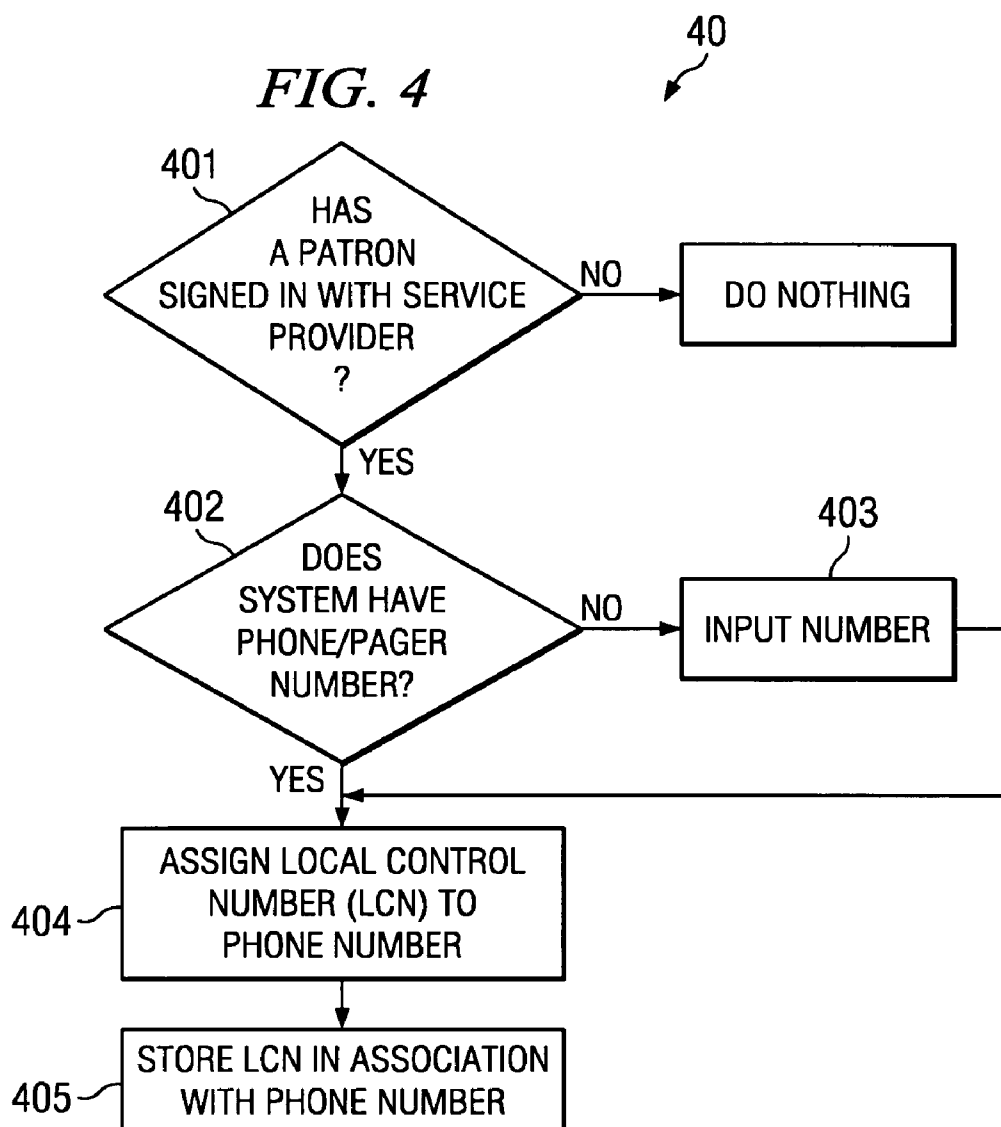 40
FIG. 4
401
HAS
A PATRON
SIGNED IN WITH SERVICE
PROVIDER
?
NO
DO NOTHING
YES
402
DOES
SYSTEM HAVE
PHONE/PAGER
NUMBER?
NO
403
INPUT NUMBER
YES
404
ASSIGN LOCAL CONTROL
NUMBER (LCN) TO
PHONE NUMBER
405
STORE LCN IN ASSOCIATION
WITH PHONE NUMBER